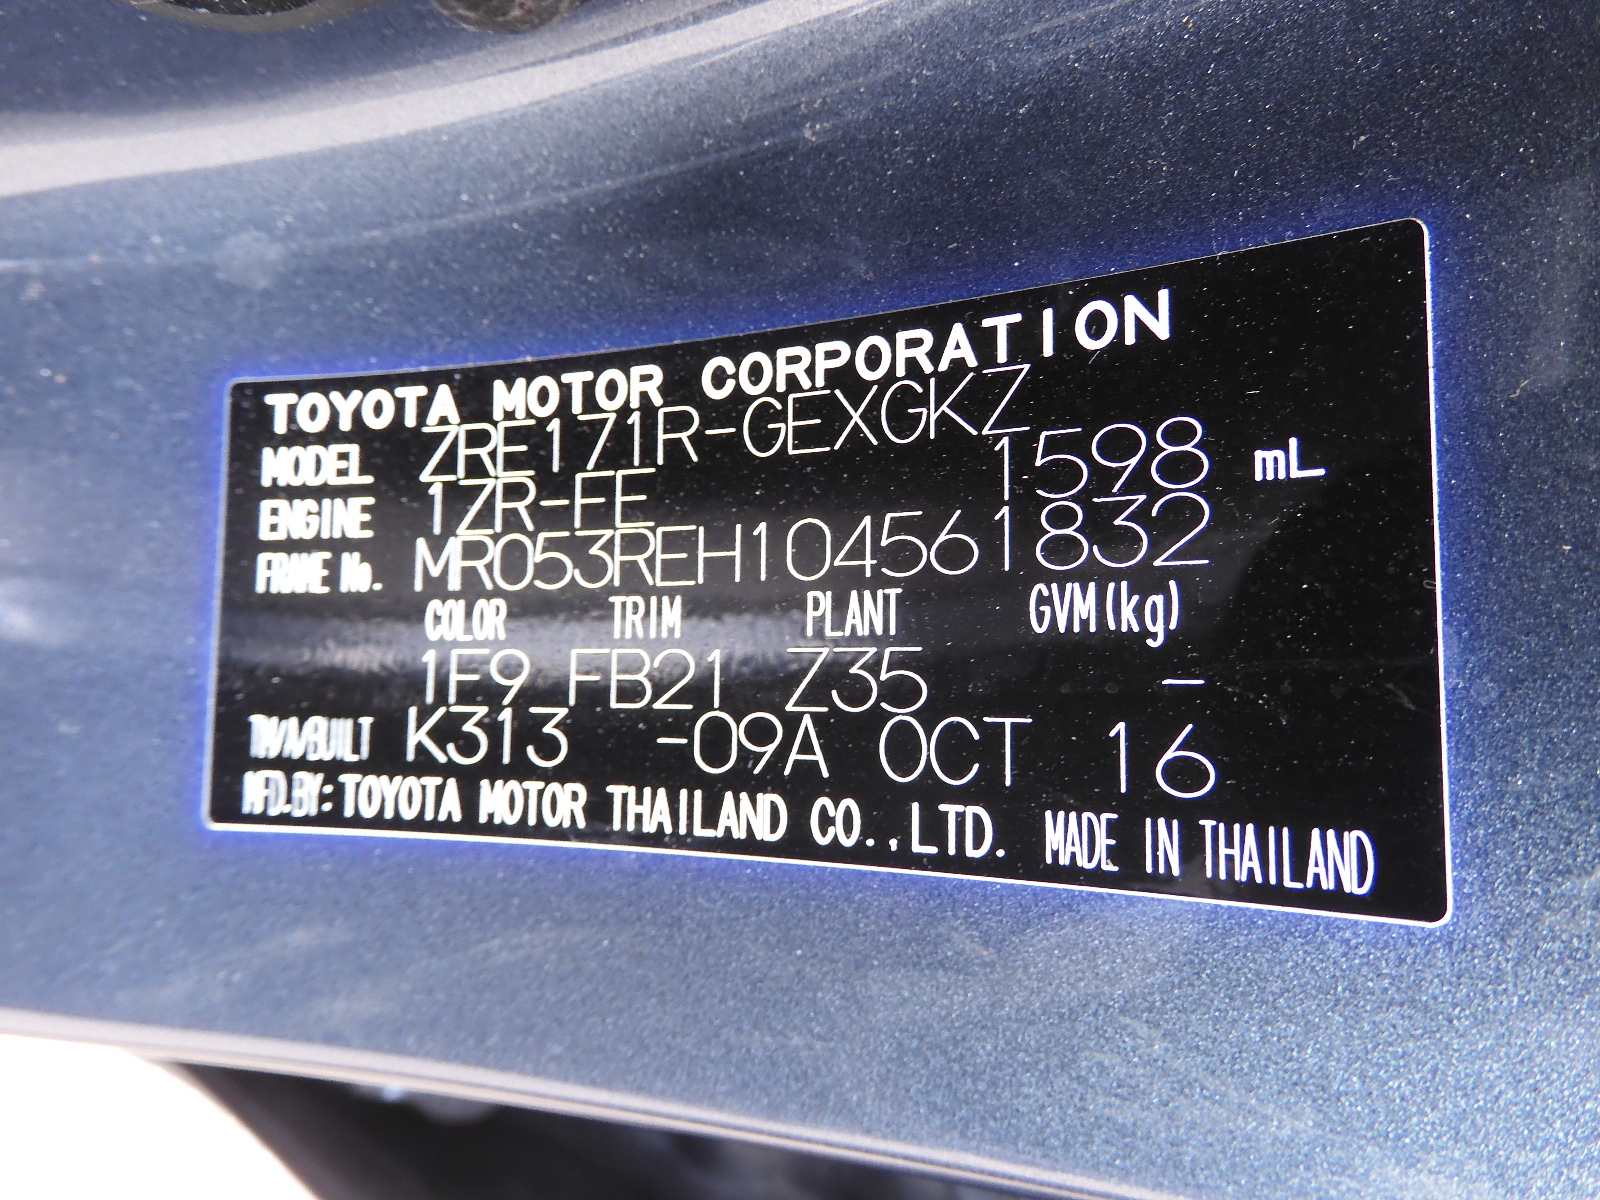 TOYOTA MOTOR CORPORATION
MODEL ZRE171R-GEXGKZ
ENGINE 1ZR-FE 1598 mL
FRAME No. MR053REH104561832
COLOR TRIM PLANT GVM(kg)
1F9 FB21 Z35 -
TM/A/BUILT K313 -09A OCT 16
MFD.BY:TOYOTA MOTOR THAILAND CO.,LTD. MADE IN THAILAND